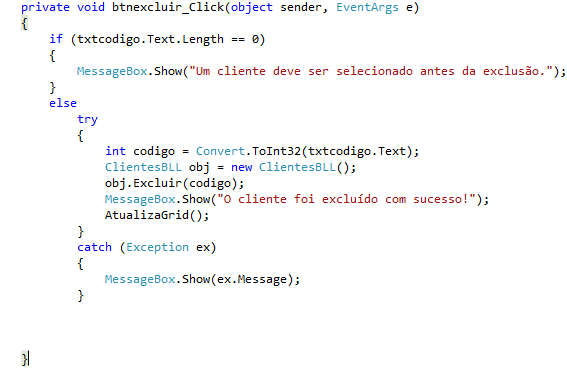 private void btnexcluir_Click(object sender, EventArgs e)
{
    if (txtcodigo.Text.Length == 0)
    {
        MessageBox.Show("Um cliente deve ser selecionado antes da exclusão.");
    }
    else
        try
        {
            int codigo = Convert.ToInt32(txtcodigo.Text);
            ClientesBLL obj = new ClientesBLL();
            obj.Excluir(codigo);
            MessageBox.Show("O cliente foi excluído com sucesso!");
            AtualizaGrid();
        }
        catch (Exception ex)
        {
            MessageBox.Show(ex.Message);
        }
}